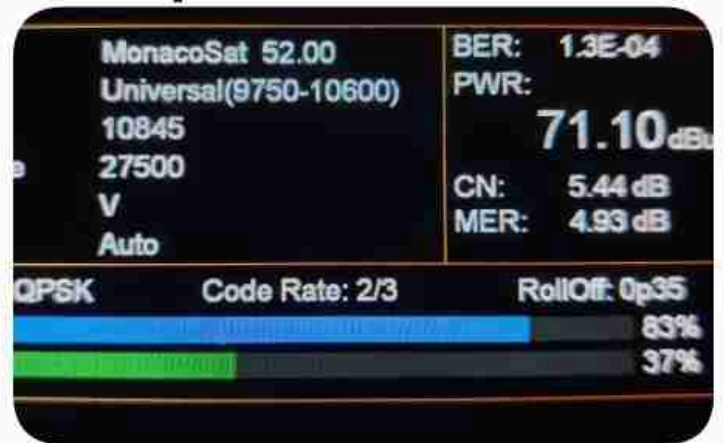 MonacoSat 52.00
Universal(9750-10600)
10845
27500
V
Auto
BER: 1.3E-04
PWR:
71.10
CN: 5.44 dB
MER: 4.93 dB
QPSK Code Rate: 2/3 RollOff: 0p35
83%
37%